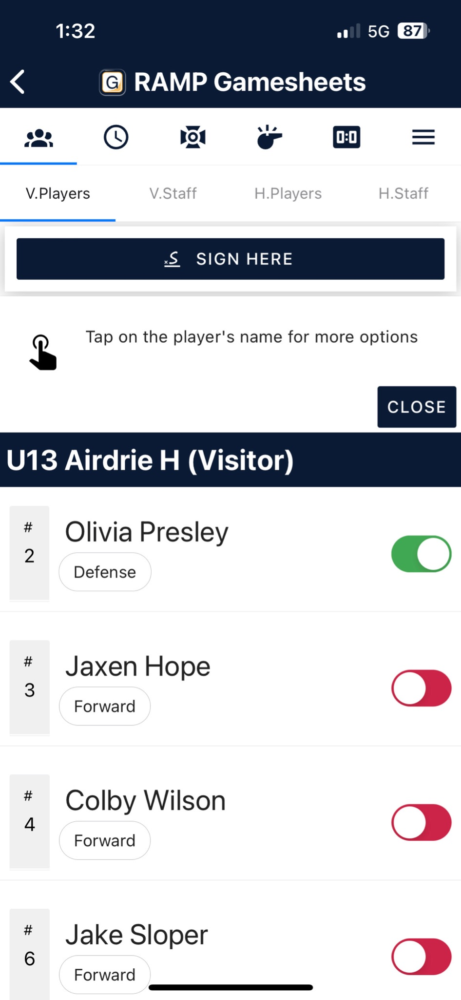 1:32
5G 87
G RAMP Gamesheets
0:0
V.Players V.Staff H.Players H.Staff
SIGN HERE
Tap on the player's name for more options
CLOSE
U13 Airdrie H (Visitor)
# 2
Olivia Presley
Defense
# 3
Jaxen Hope
Forward
# 4
Colby Wilson
Forward
# 6
Jake Sloper
Forward